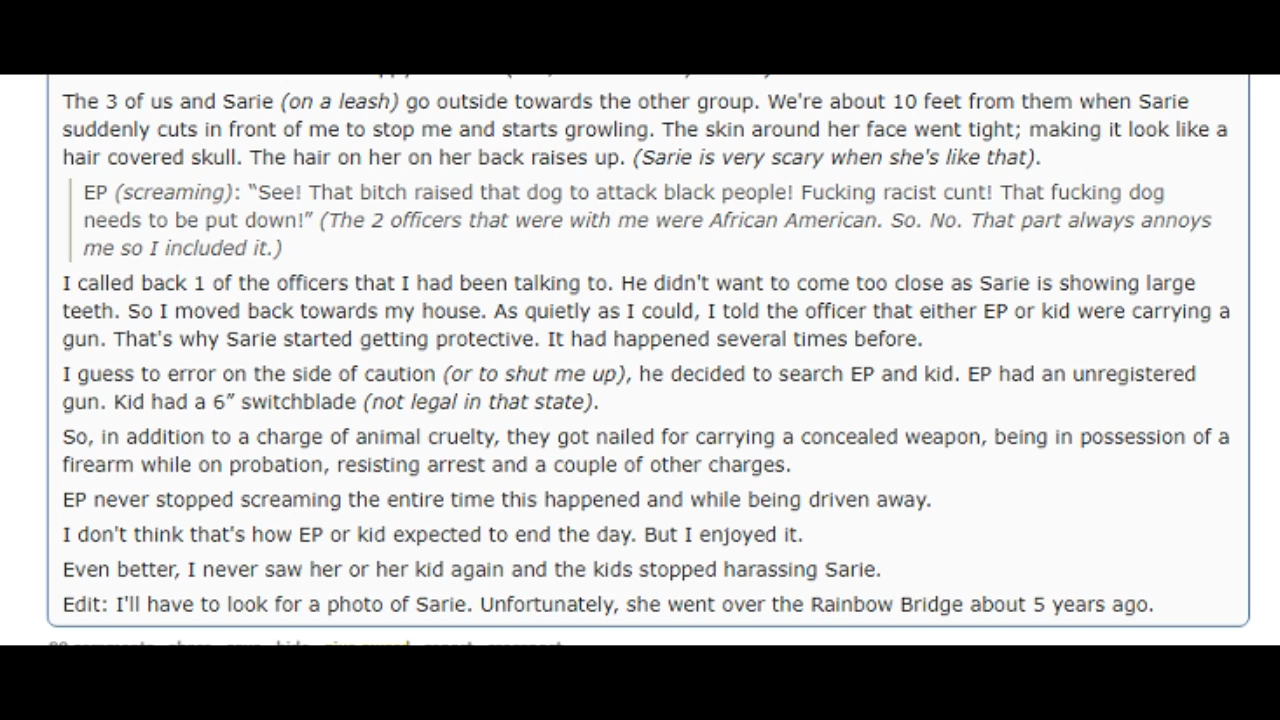 The 3 of us and Sarie (on a leash) go outside towards the other group. We're about 10 feet from them when Sarie
suddenly cuts in front of me to stop me and starts growling. The skin around her face went tight; making it look like a
hair covered skull. The hair on her on her back raises up. (Sarie is very scary when she's like that).
EP (screaming): “See! That bitch raised that dog to attack black people! Fucking racist cunt! That fucking dog
needs to be put down!” (The 2 officers that were with me were African American. So. No. That part always annoys
me so I included it.)
I called back 1 of the officers that I had been talking to. He didn't want to come too close as Sarie is showing large
teeth. So I moved back towards my house. As quietly as I could, I told the officer that either EP or kid were carrying a
gun. That's why Sarie started getting protective. It had happened several times before.
I guess to error on the side of caution (or to shut me up), he decided to search EP and kid. EP had an unregistered
gun. Kid had a 6” switchblade (not legal in that state).
So, in addition to a charge of animal cruelty, they got nailed for carrying a concealed weapon, being in possession of a
firearm while on probation, resisting arrest and a couple of other charges.
EP never stopped screaming the entire time this happened and while being driven away.
I don't think that's how EP or kid expected to end the day. But I enjoyed it.
Even better, I never saw her or her kid again and the kids stopped harassing Sarie.
Edit: I'll have to look for a photo of Sarie. Unfortunately, she went over the Rainbow Bridge about 5 years ago.